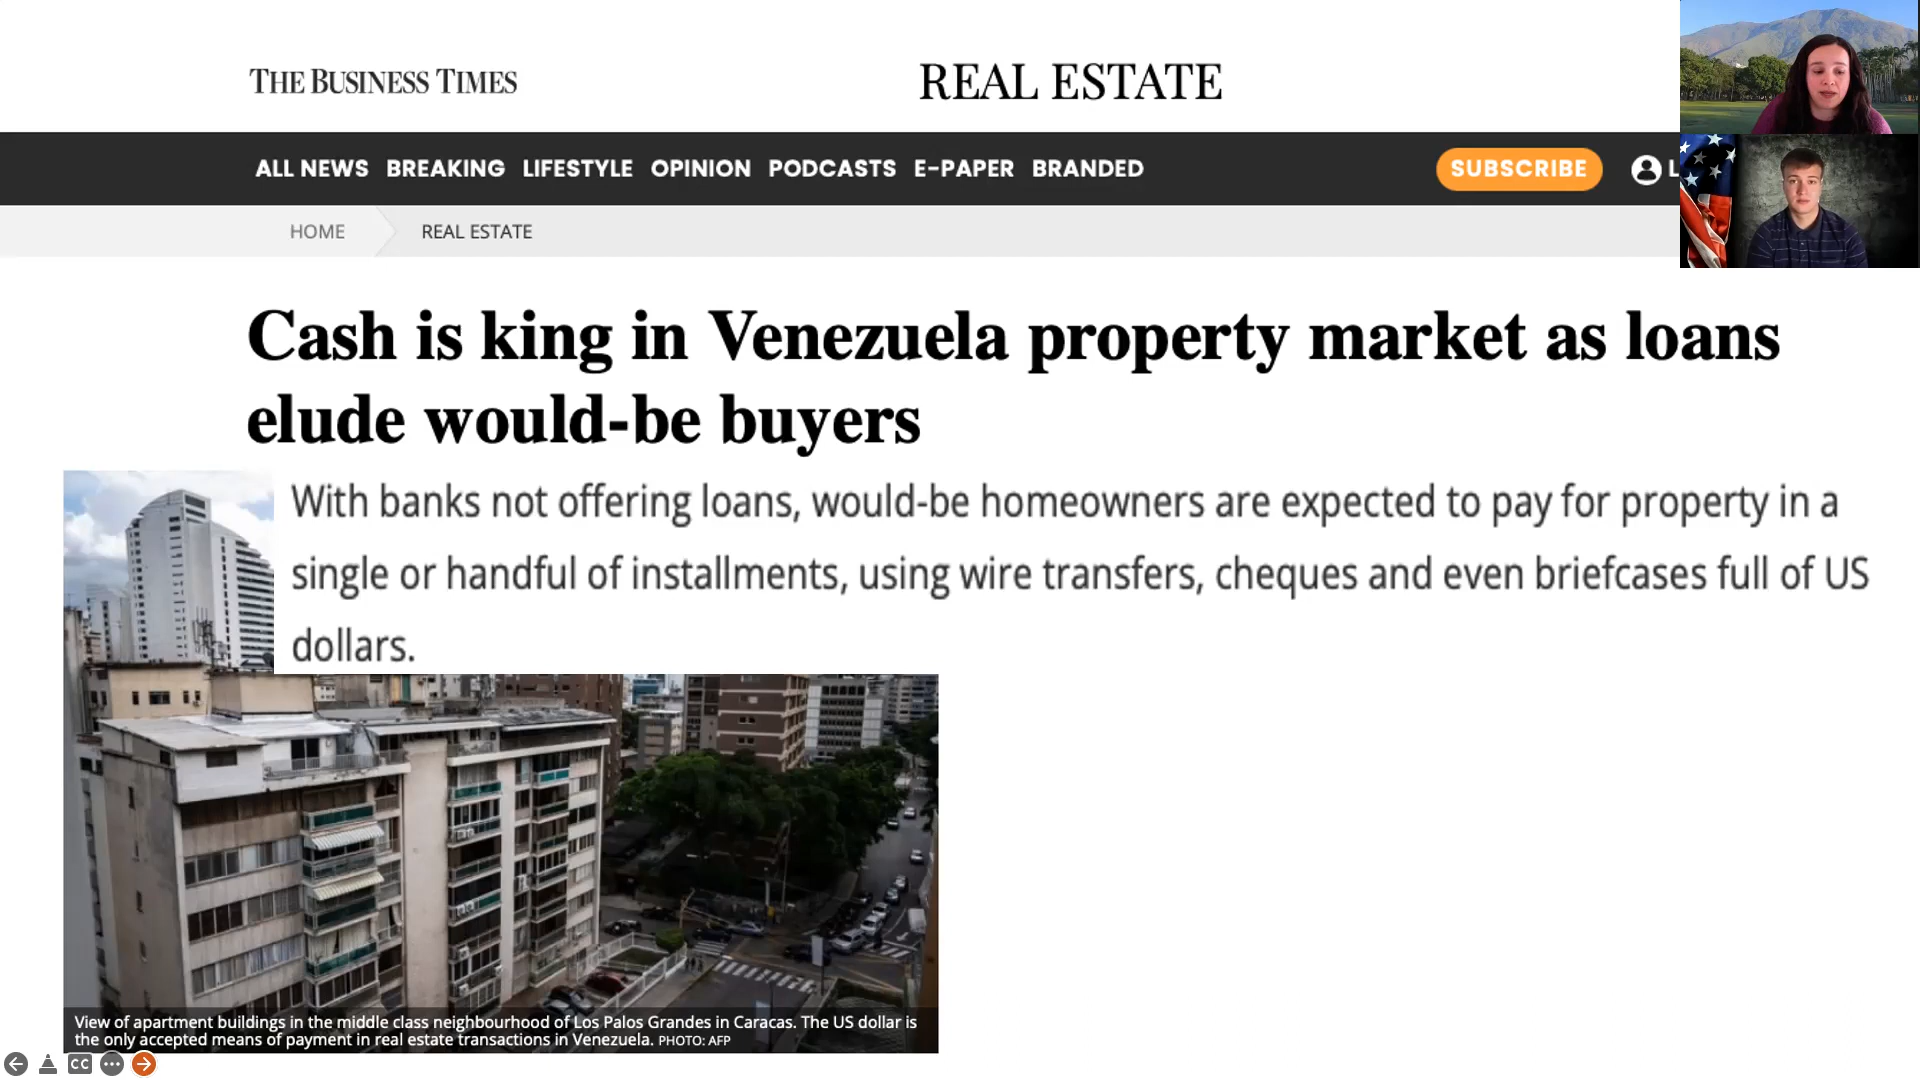 THE BUSINESS TIMES
REAL ESTATE
ALL NEWS BREAKING LIFESTYLE OPINION PODCASTS E-PAPER BRANDED
SUBSCRIBE
L
HOME
REAL ESTATE
Cash is king in Venezuela property market as loans
elude would-be buyers
With banks not offering loans, would-be homeowners are expected to pay for property in a
single or handful of installments, using wire transfers, cheques and even briefcases full of US
dollars.
View of apartment buildings in the middle class neighbourhood of Los Palos Grandes in Caracas. The US dollar is
the only accepted means of payment in real estate transactions in Venezuela. PHOTO: AFP
CC